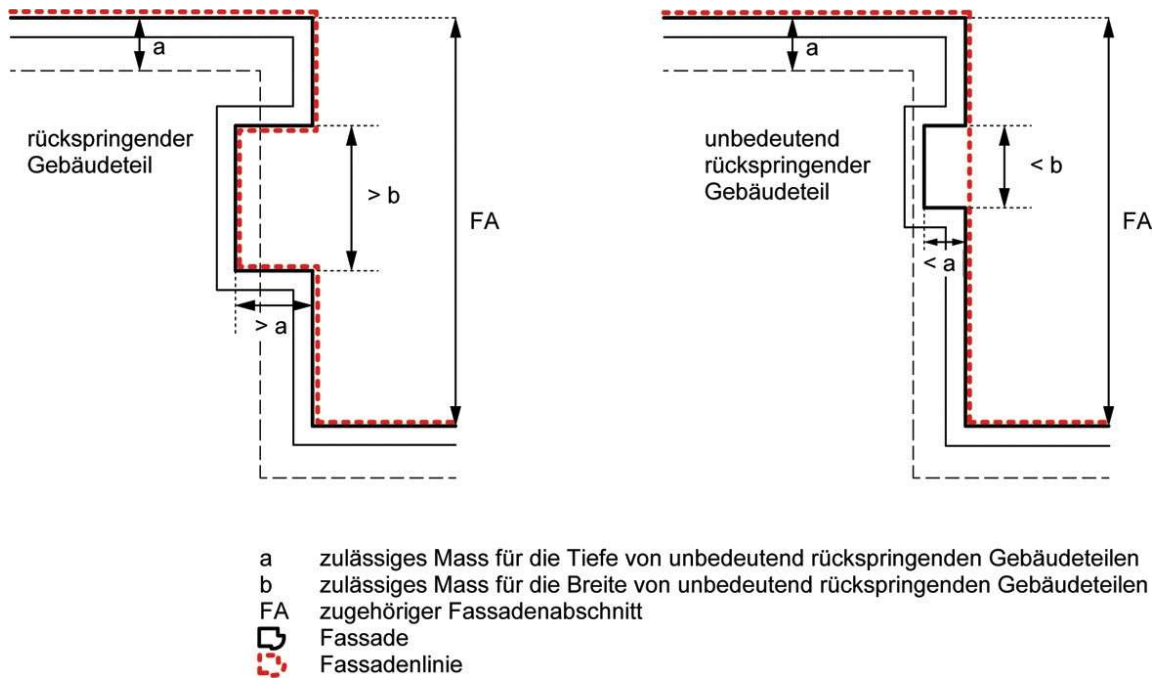 a
rückspringender
Gebäudeteil
> b
FA
> a
a
unbedeutend
rückspringender
Gebäudeteil
< b
FA
< a
a zulässiges Mass für die Tiefe von unbedeutend rückspringenden Gebäudeteilen
b zulässiges Mass für die Breite von unbedeutend rückspringenden Gebäudeteilen
FA zugehöriger Fassadenabschnitt
Fassade
Fassadenlinie